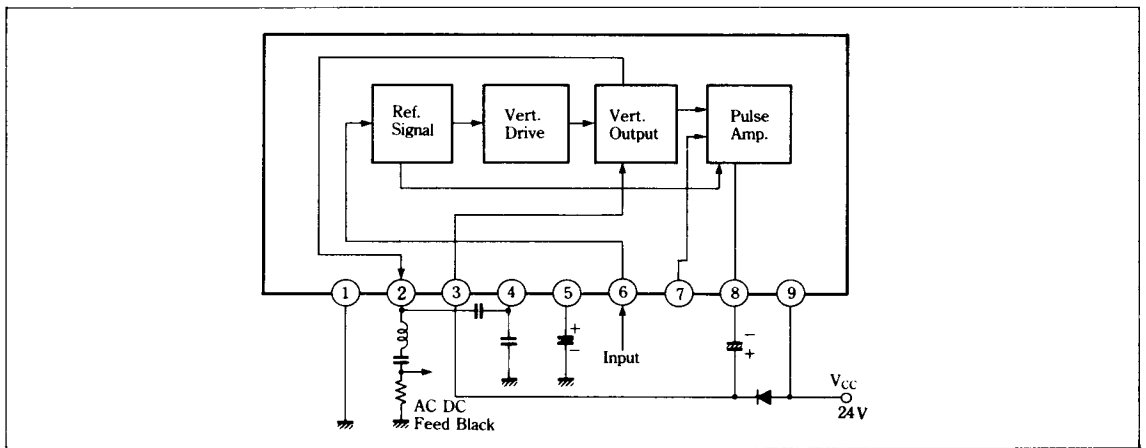 Ref.
Signal
Vert.
Drive
Vert.
Output
Pulse
Amp.
1 2 3 4 5 6 7 8 9
+
−
−
+
Input
VCC
24V
AC DC
Feed Black